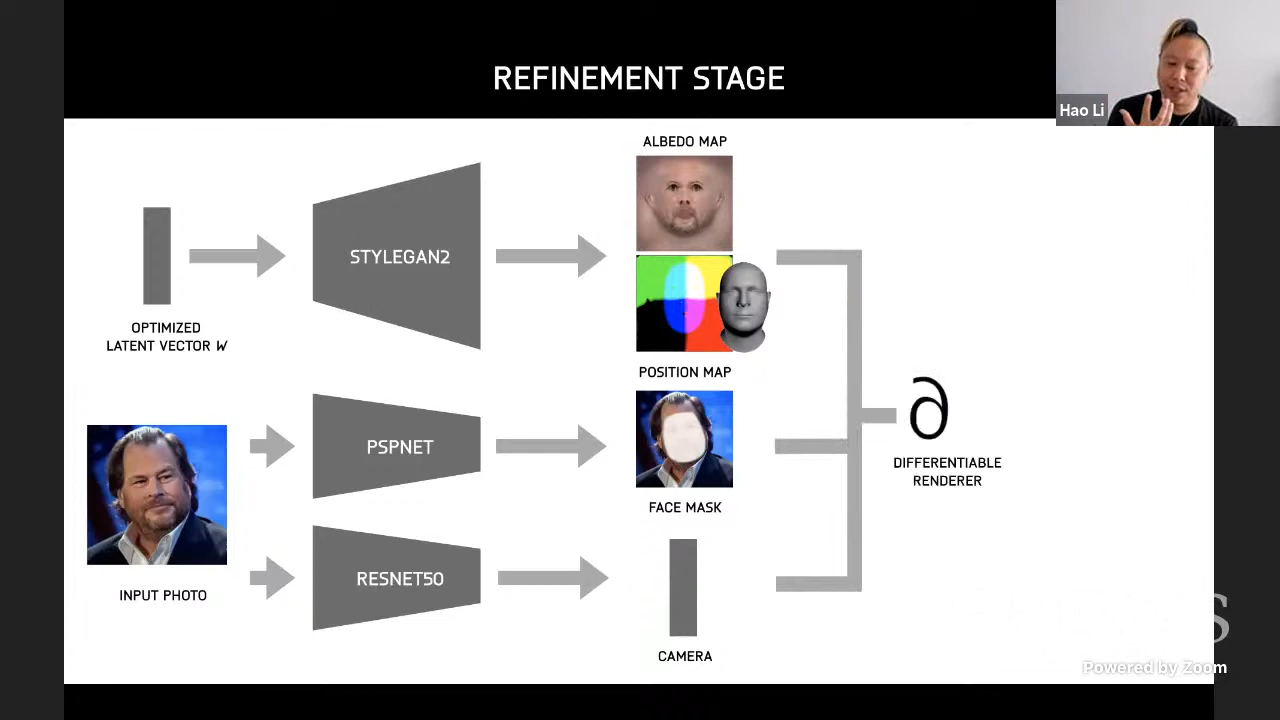 REFINEMENT STAGE
Hao Li
ALBEDO MAP
STYLEGAN2
OPTIMIZED
LATENT VECTOR W
POSITION MAP
PSPNET
FACE MASK
∂
DIFFERENTIABLE
RENDERER
RESNET50
INPUT PHOTO
CAMERA
S
Powered by Zoom